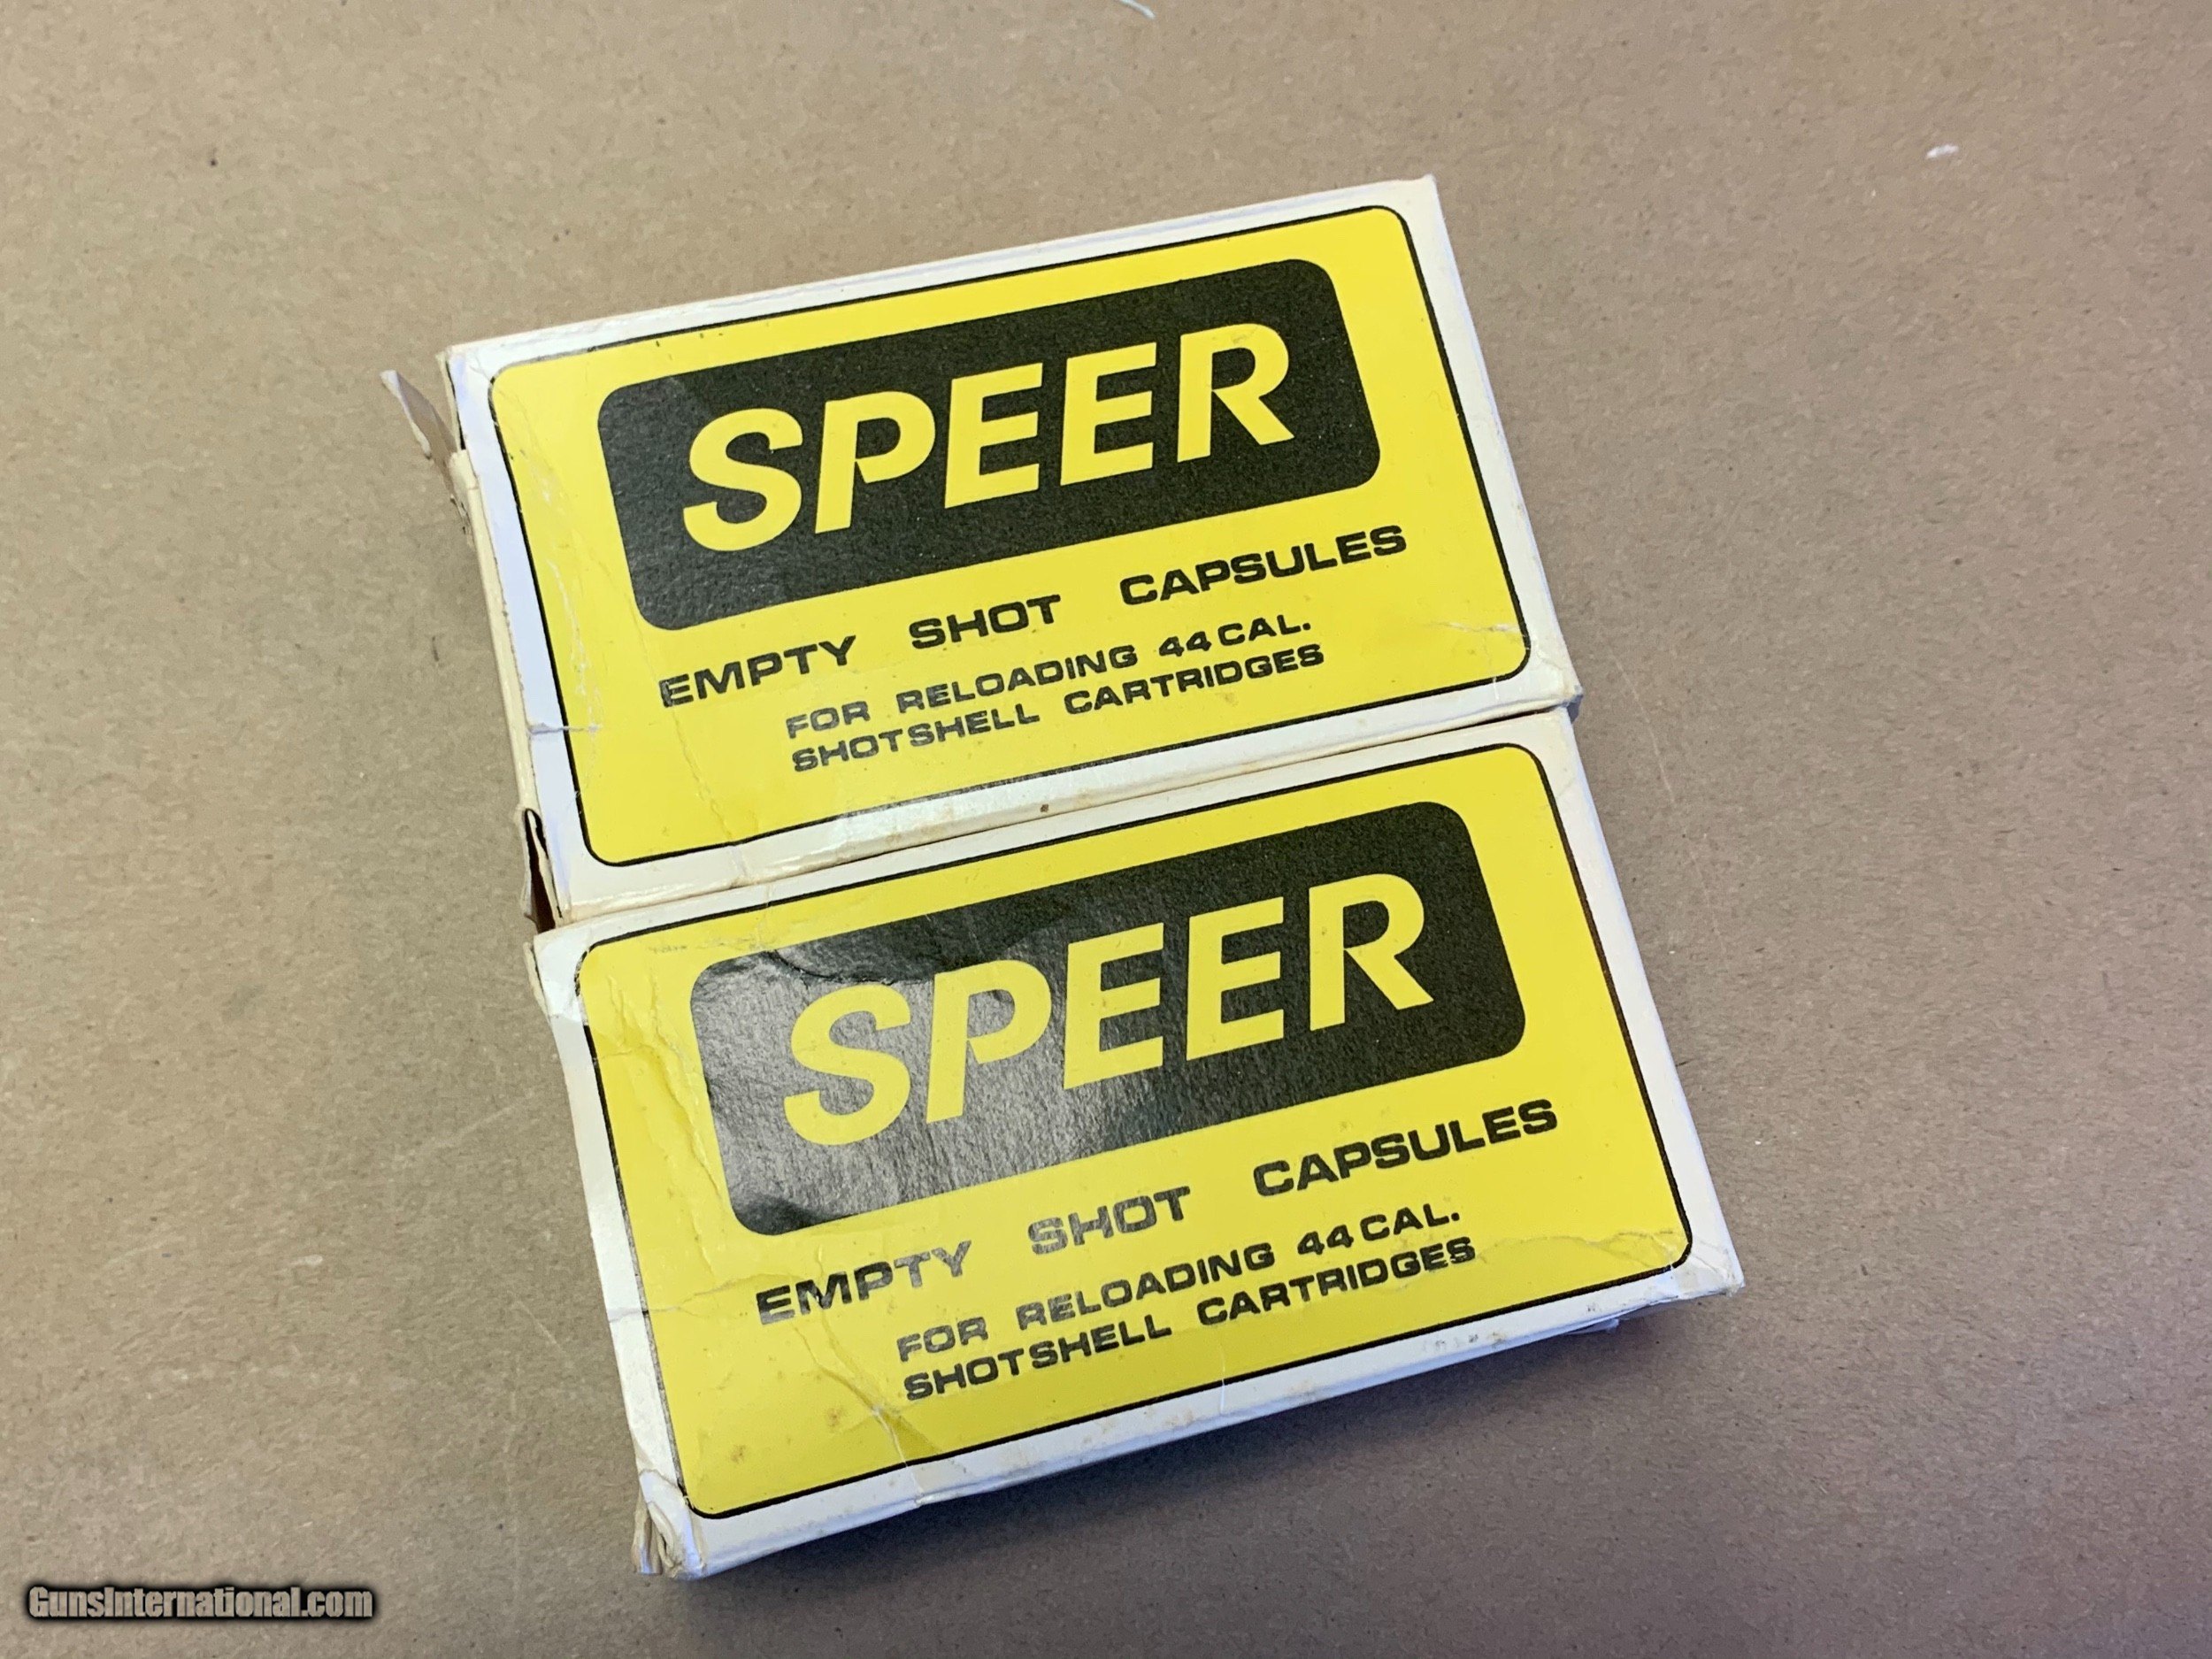 SPEER
EMPTY SHOT CAPSULES
FOR RELOADING 44 CAL.
SHOTSHELL CARTRIDGES
SPEER
EMPTY SHOT CAPSULES
FOR RELOADING 44 CAL.
SHOTSHELL CARTRIDGES
GunsInternational.com